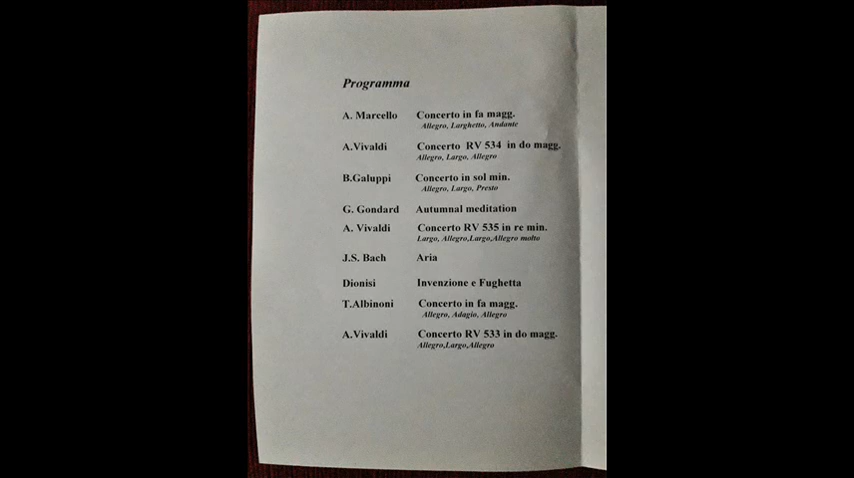 Programma
A. Marcello Concerto in fa magg.
Allegro, Larghetto, Andante
A.Vivaldi Concerto RV 534 in do magg.
Allegro, Largo, Allegro
B.Galuppi Concerto in sol min.
Allegro, Largo, Presto
G. Gondard Autumnal meditation
A. Vivaldi Concerto RV 535 in re min.
Largo, Allegro,Largo,Allegro molto
J.S. Bach Aria
Dionisi Invenzione e Fughetta
T.Albinoni Concerto in fa magg.
Allegro, Adagio, Allegro
A.Vivaldi Concerto RV 533 in do magg.
Allegro,Largo,Allegro